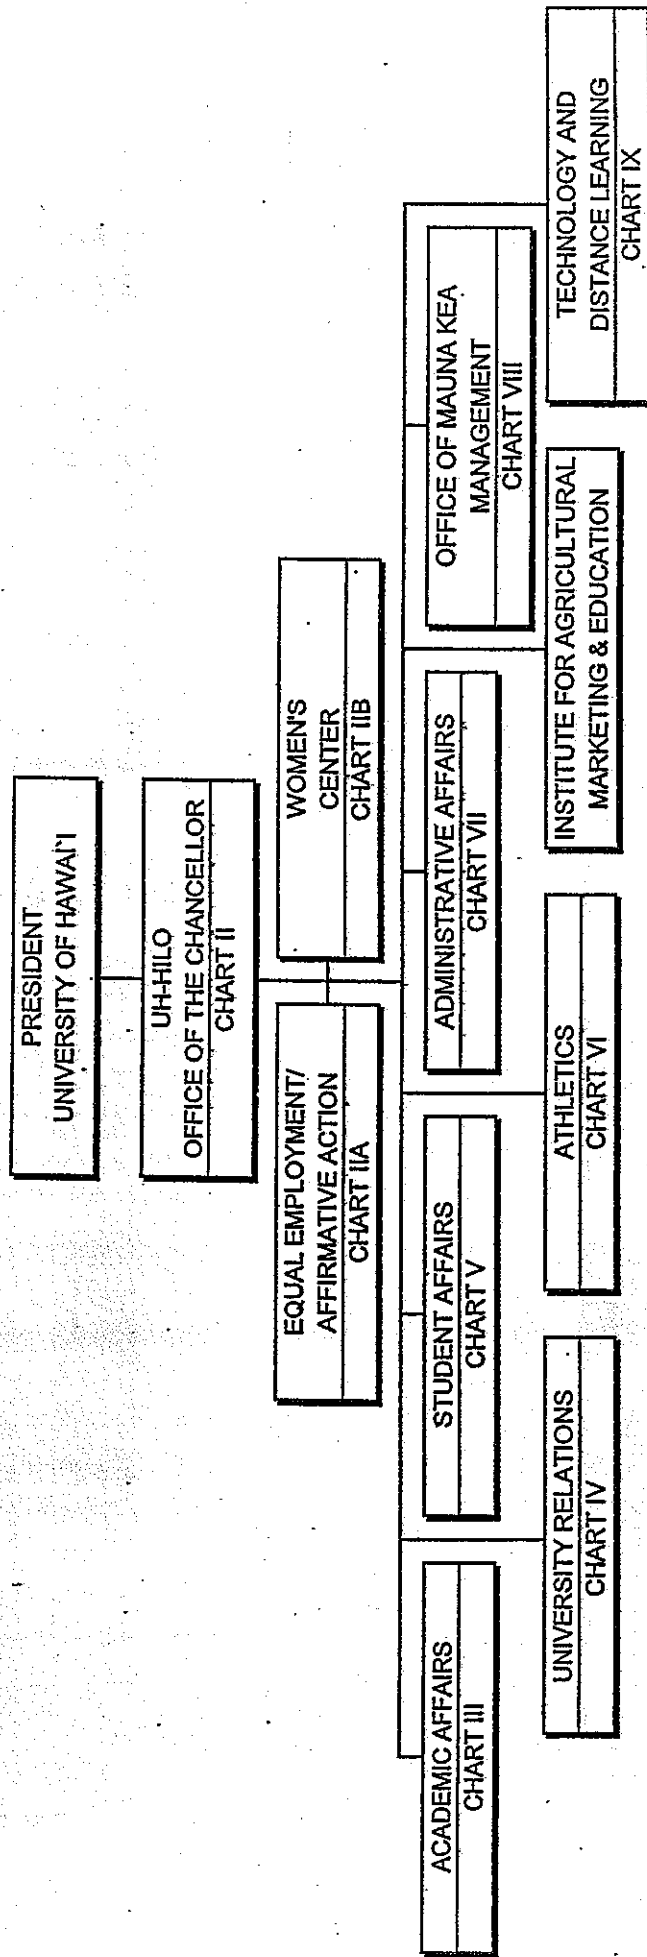 PRESIDENT
UNIVERSITY OF HAWAI'I
UH-HILO
OFFICE OF THE CHANCELLOR
CHART II
EQUAL EMPLOYMENT/
AFFIRMATIVE ACTION
CHART IIA
WOMEN'S
CENTER
CHART IIB
ACADEMIC AFFAIRS
CHART III
STUDENT AFFAIRS
CHART V
ADMINISTRATIVE AFFAIRS
CHART VII
OFFICE OF MAUNA KEA
MANAGEMENT
CHART VIII
UNIVERSITY RELATIONS
CHART IV
ATHLETICS
CHART VI
INSTITUTE FOR AGRICULTURAL
MARKETING & EDUCATION
TECHNOLOGY AND
DISTANCE LEARNING
CHART IX